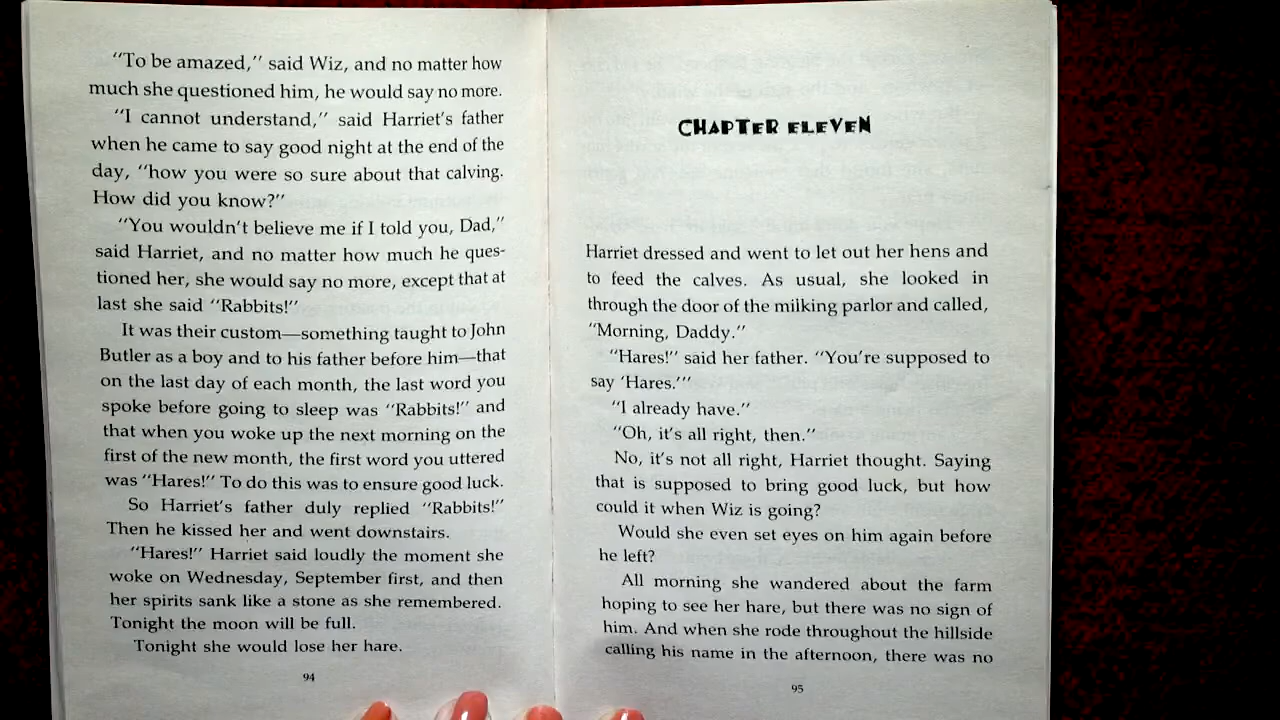 “To be amazed,” said Wiz, and no matter how
much she questioned him, he would say no more.
“I cannot understand,” said Harriet's father
when he came to say good night at the end of the
day, “how you were so sure about that calving.
How did you know?”
“You wouldn't believe me if I told you, Dad,”
said Harriet, and no matter how much he ques-
tioned her, she would say no more, except that at
last she said “Rabbits!”
It was their custom—something taught to John
Butler as a boy and to his father before him—that
on the last day of each month, the last word you
spoke before going to sleep was “Rabbits!” and
that when you woke up the next morning on the
first of the new month, the first word you uttered
was “Hares!” To do this was to ensure good luck.
So Harriet's father duly replied “Rabbits!”
Then he kissed her and went downstairs.
“Hares!” Harriet said loudly the moment she
woke on Wednesday, September first, and then
her spirits sank like a stone as she remembered.
Tonight the moon will be full.
Tonight she would lose her hare.
94
CHAPTER ELEVEN
Harriet dressed and went to let out her hens and
to feed the calves. As usual, she looked in
through the door of the milking parlor and called,
“Morning, Daddy.”
“Hares!” said her father. “You're supposed to
say ‘Hares.’”
“I already have.”
“Oh, it's all right, then.”
No, it's not all right, Harriet thought. Saying
that is supposed to bring good luck, but how
could it when Wiz is going?
Would she even set eyes on him again before
he left?
All morning she wandered about the farm
hoping to see her hare, but there was no sign of
him. And when she rode throughout the hillside
calling his name in the afternoon, there was no
95